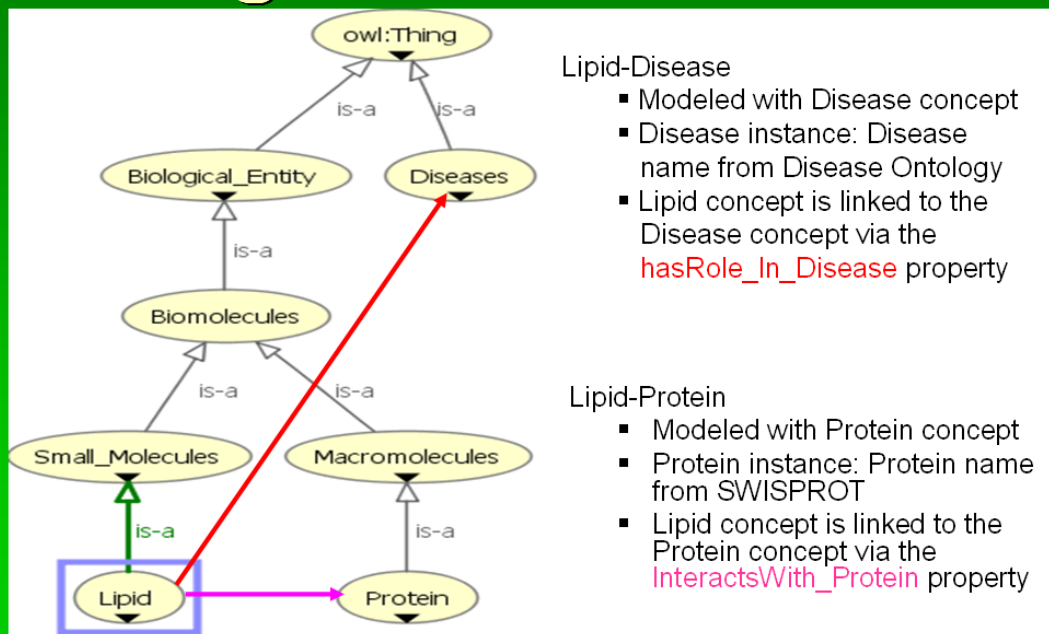 owl:Thing
is-a
is-a
Biological_Entity
Diseases
is-a
Biomolecules
is-a
is-a
Small_Molecules
Macromolecules
is-a
is-a
Lipid
Protein
Lipid-Disease
▪ Modeled with Disease concept
▪ Disease instance: Disease
name from Disease Ontology
▪ Lipid concept is linked to the
Disease concept via the
hasRole_In_Disease property
Lipid-Protein
▪ Modeled with Protein concept
▪ Protein instance: Protein name
from SWISPROT
▪ Lipid concept is linked to the
Protein concept via the
InteractsWith_Protein property